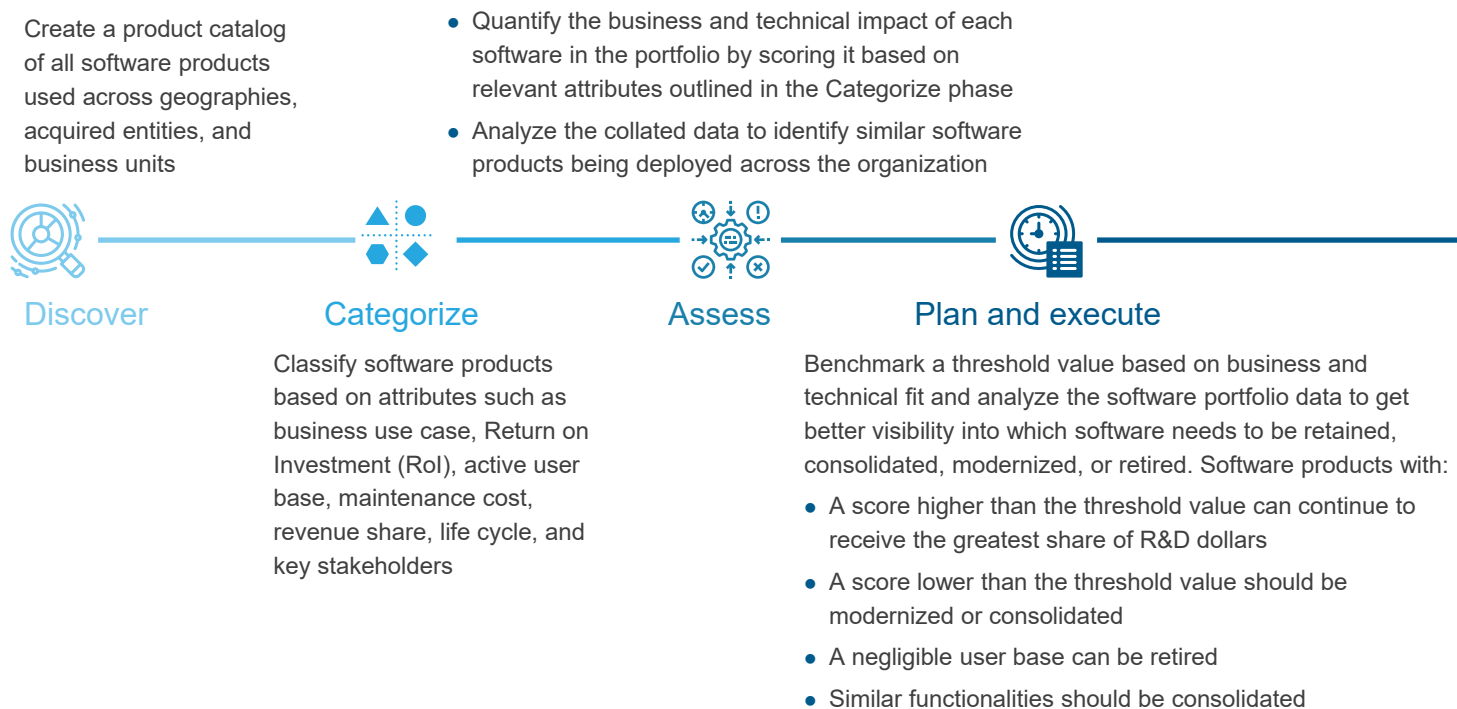 Create a product catalog
of all software products
used across geographies,
acquired entities, and
business units
• Quantify the business and technical impact of each
software in the portfolio by scoring it based on
relevant attributes outlined in the Categorize phase
• Analyze the collated data to identify similar software
products being deployed across the organization
Discover
Categorize
Assess
Plan and execute
Classify software products
based on attributes such as
business use case, Return on
Investment (RoI), active user
base, maintenance cost,
revenue share, life cycle, and
key stakeholders
Benchmark a threshold value based on business and
technical fit and analyze the software portfolio data to get
better visibility into which software needs to be retained,
consolidated, modernized, or retired. Software products with:
• A score higher than the threshold value can continue to
receive the greatest share of R&D dollars
• A score lower than the threshold value should be
modernized or consolidated
• A negligible user base can be retired
• Similar functionalities should be consolidated